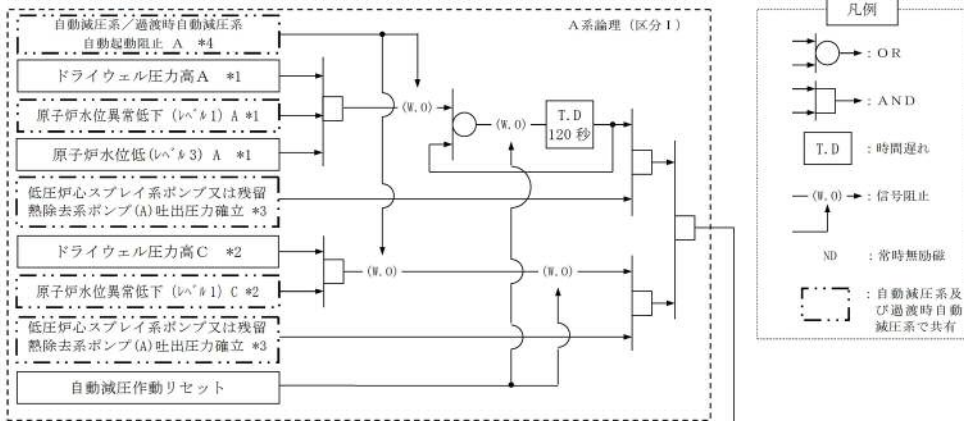 自動減圧系／過渡時自動減圧系
自動起動阻止 A *4
A系論理（区分Ⅰ）
ドライウェル圧力高A *1
原子炉水位異常低下（ﾚﾍﾞﾙ1）A *1
原子炉水位低(ﾚﾍﾞﾙ3) A *1
低圧炉心スプレイ系ポンプ又は残留
熱除去系ポンプ(A)吐出圧力確立 *3
ドライウェル圧力高C *2
原子炉水位異常低下（ﾚﾍﾞﾙ1）C *2
低圧炉心スプレイ系ポンプ又は残留
熱除去系ポンプ(A)吐出圧力確立 *3
自動減圧作動リセット
(W.O)
(W.O)
T.D
120秒
(W.O)
(W.O)
凡例
：OR
：AND
T.D ：時間遅れ
(W.O) ：信号阻止
ND ：常時無励磁
：自動減圧系及
び過渡時自動
減圧系で共有